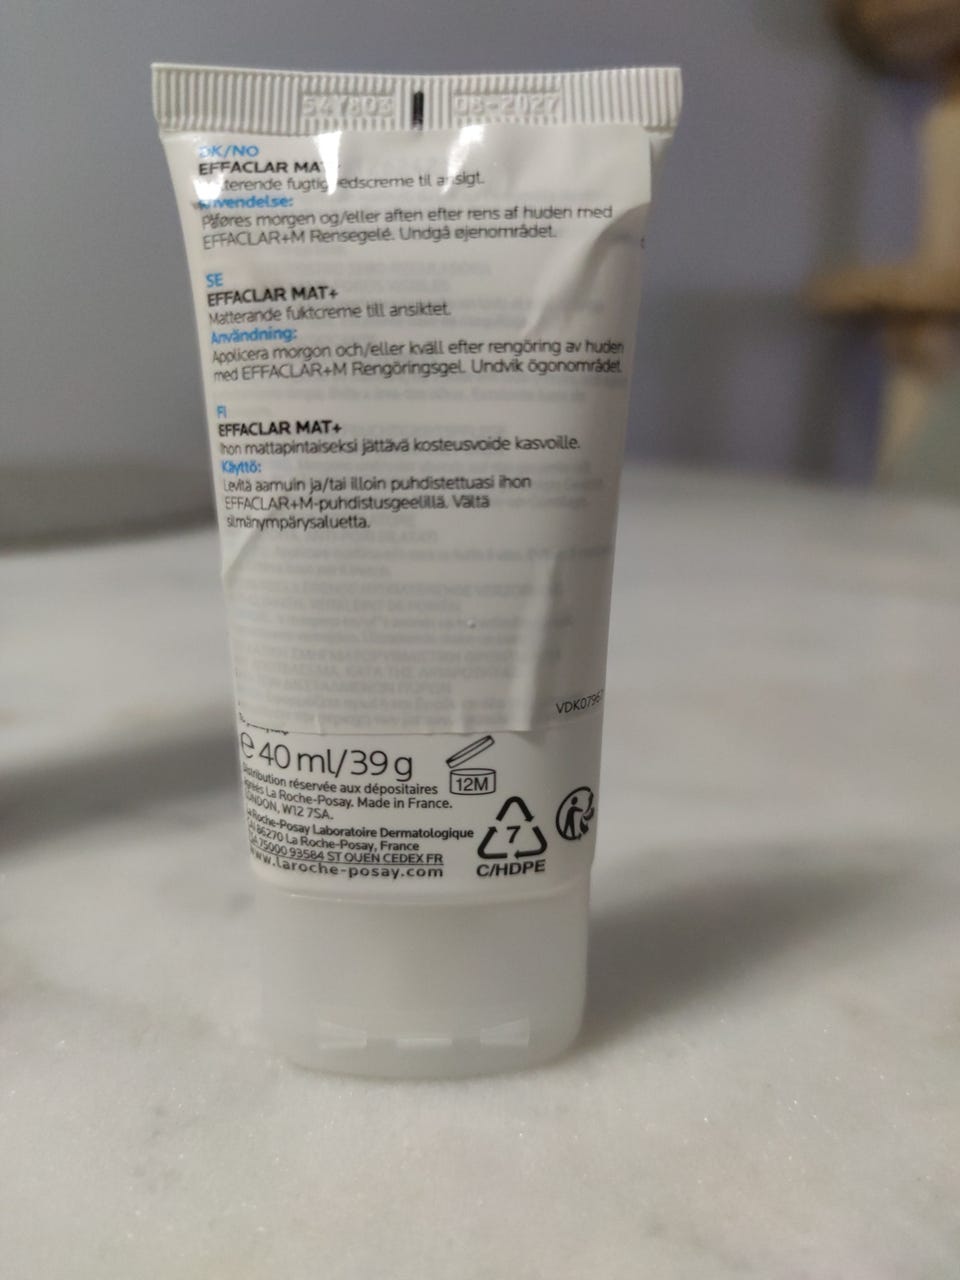 54Y803 08-2027
DK/NO
EFFACLAR MAT
fugtighedscreme til ansigt.
Anvendelse:
Påføres morgen og/eller aften efter rens af huden med
EFFACLAR+M Rensegelé. Undgå øjenområdet.
SE
EFFACLAR MAT+
Matterande fuktcreme till ansiktet.
Användning:
Applicera morgon och/eller kväll efter rengöring av huden
med EFFACLAR+M Rengöringsgel. Undvik ögonområdet.
FI
EFFACLAR MAT+
Ihon mattapintaiseksi jättävä kosteusvoide kasvoille.
Käyttö:
Levitä aamuin ja/tai illoin puhdistettuasi ihon
EFFACLAR+M-puhdistusgeelillä. Vältä
silmänympärysaluetta.
VDK0796
e 40 ml/39 g
12M
Distribution réservée aux dépositaires
agréés La Roche-Posay. Made in France.
LONDON, W12 7SA.
La Roche-Posay Laboratoire Dermatologique
86270 La Roche-Posay, France
75000 93584 ST OUEN CEDEX FR
www.laroche-posay.com
7
C/HDPE